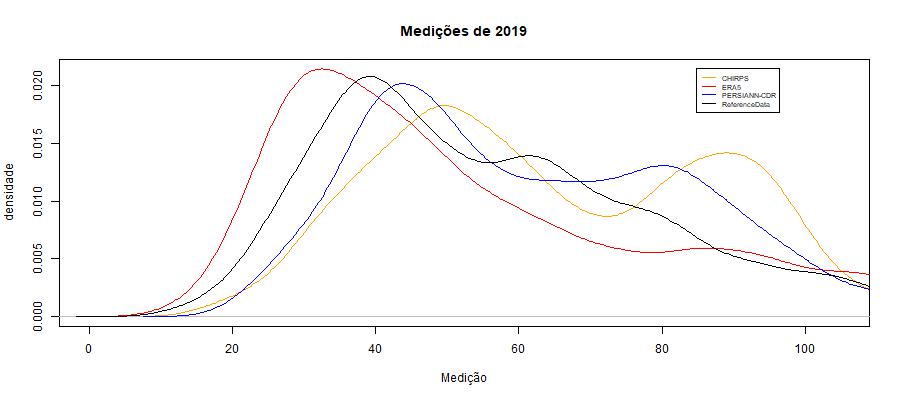 Medições de 2019
CHIRPS
ERA5
PERSIANN-CDR
ReferenceData
densidade
0.020
0.015
0.010
0.005
0.000
0 20 40 60 80 100
Medição